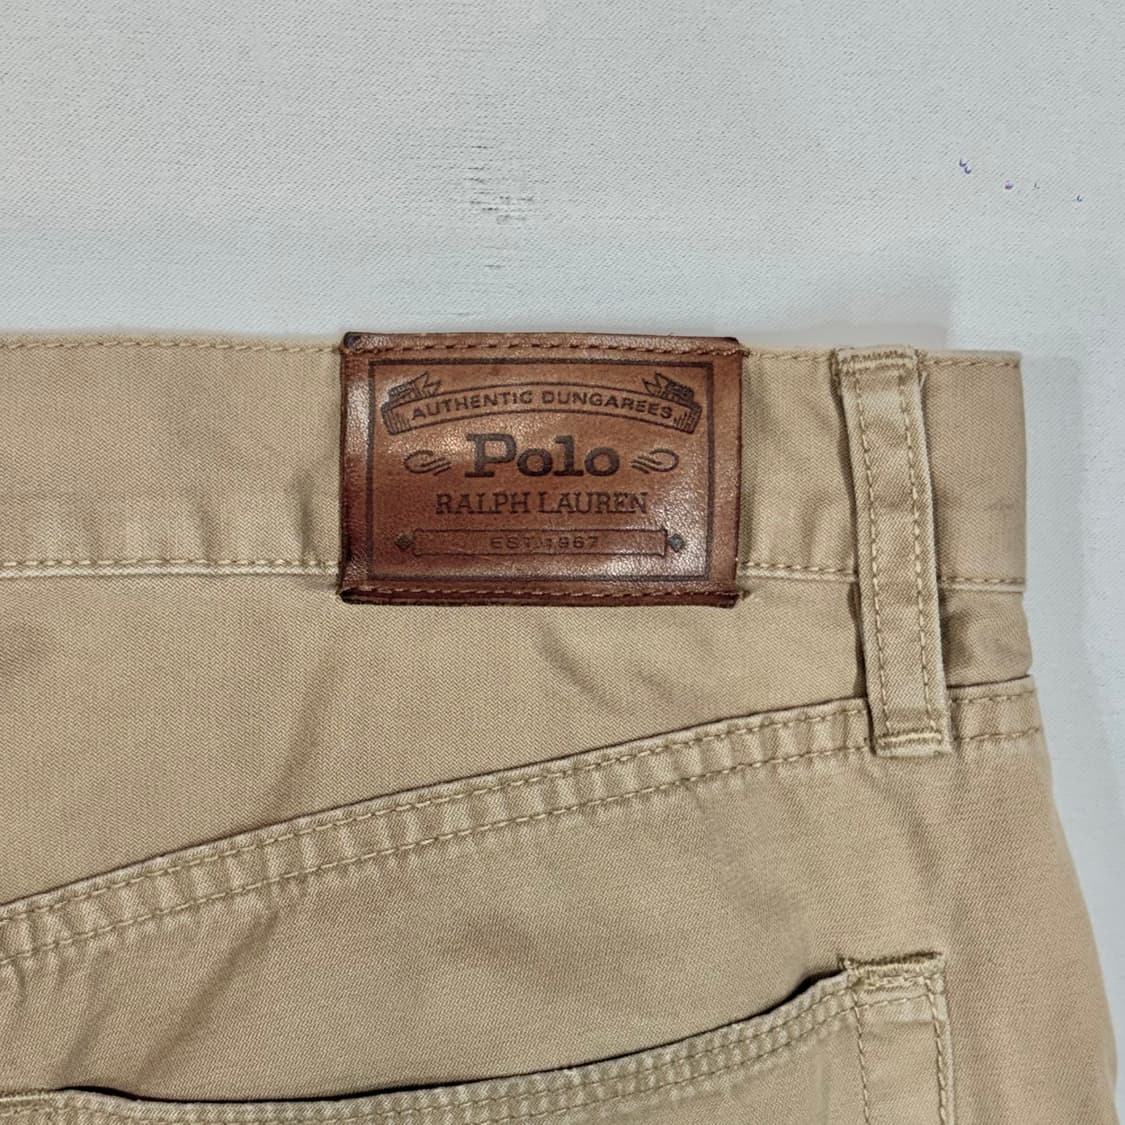 AUTHENTIC DUNGAREES
Polo
RALPH LAUREN
EST. 1967